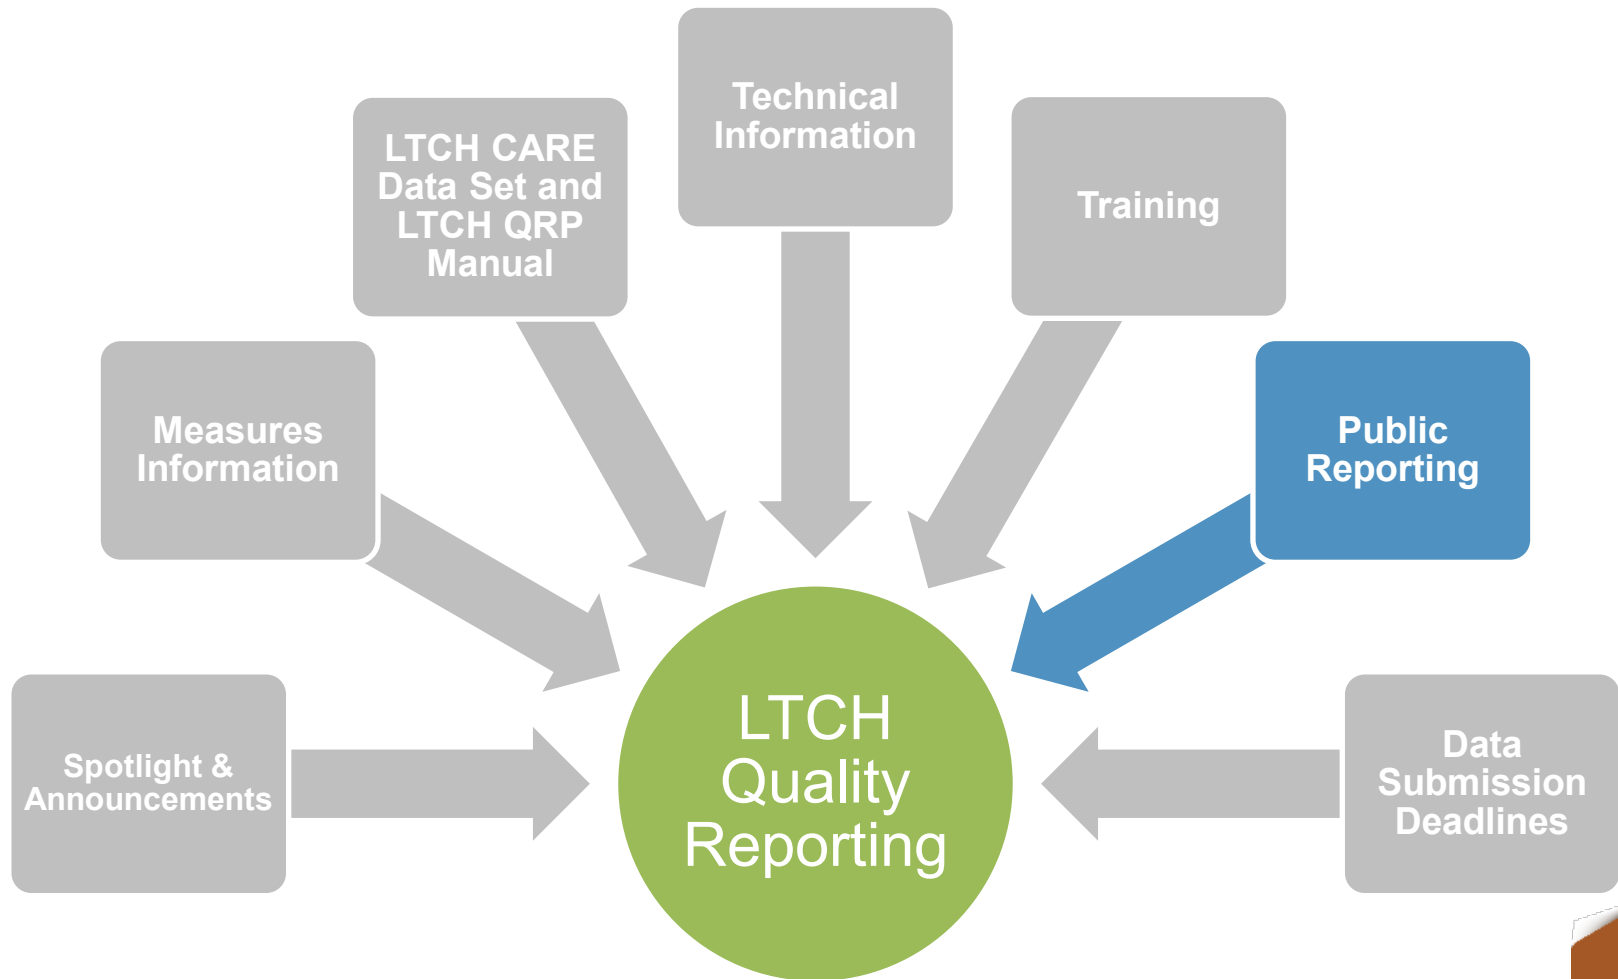 Technical
Information
LTCH CARE
Data Set and
LTCH QRP
Manual
Training
Measures
Information
Public
Reporting
Spotlight &
Announcements
LTCH
Quality
Reporting
Data
Submission
Deadlines